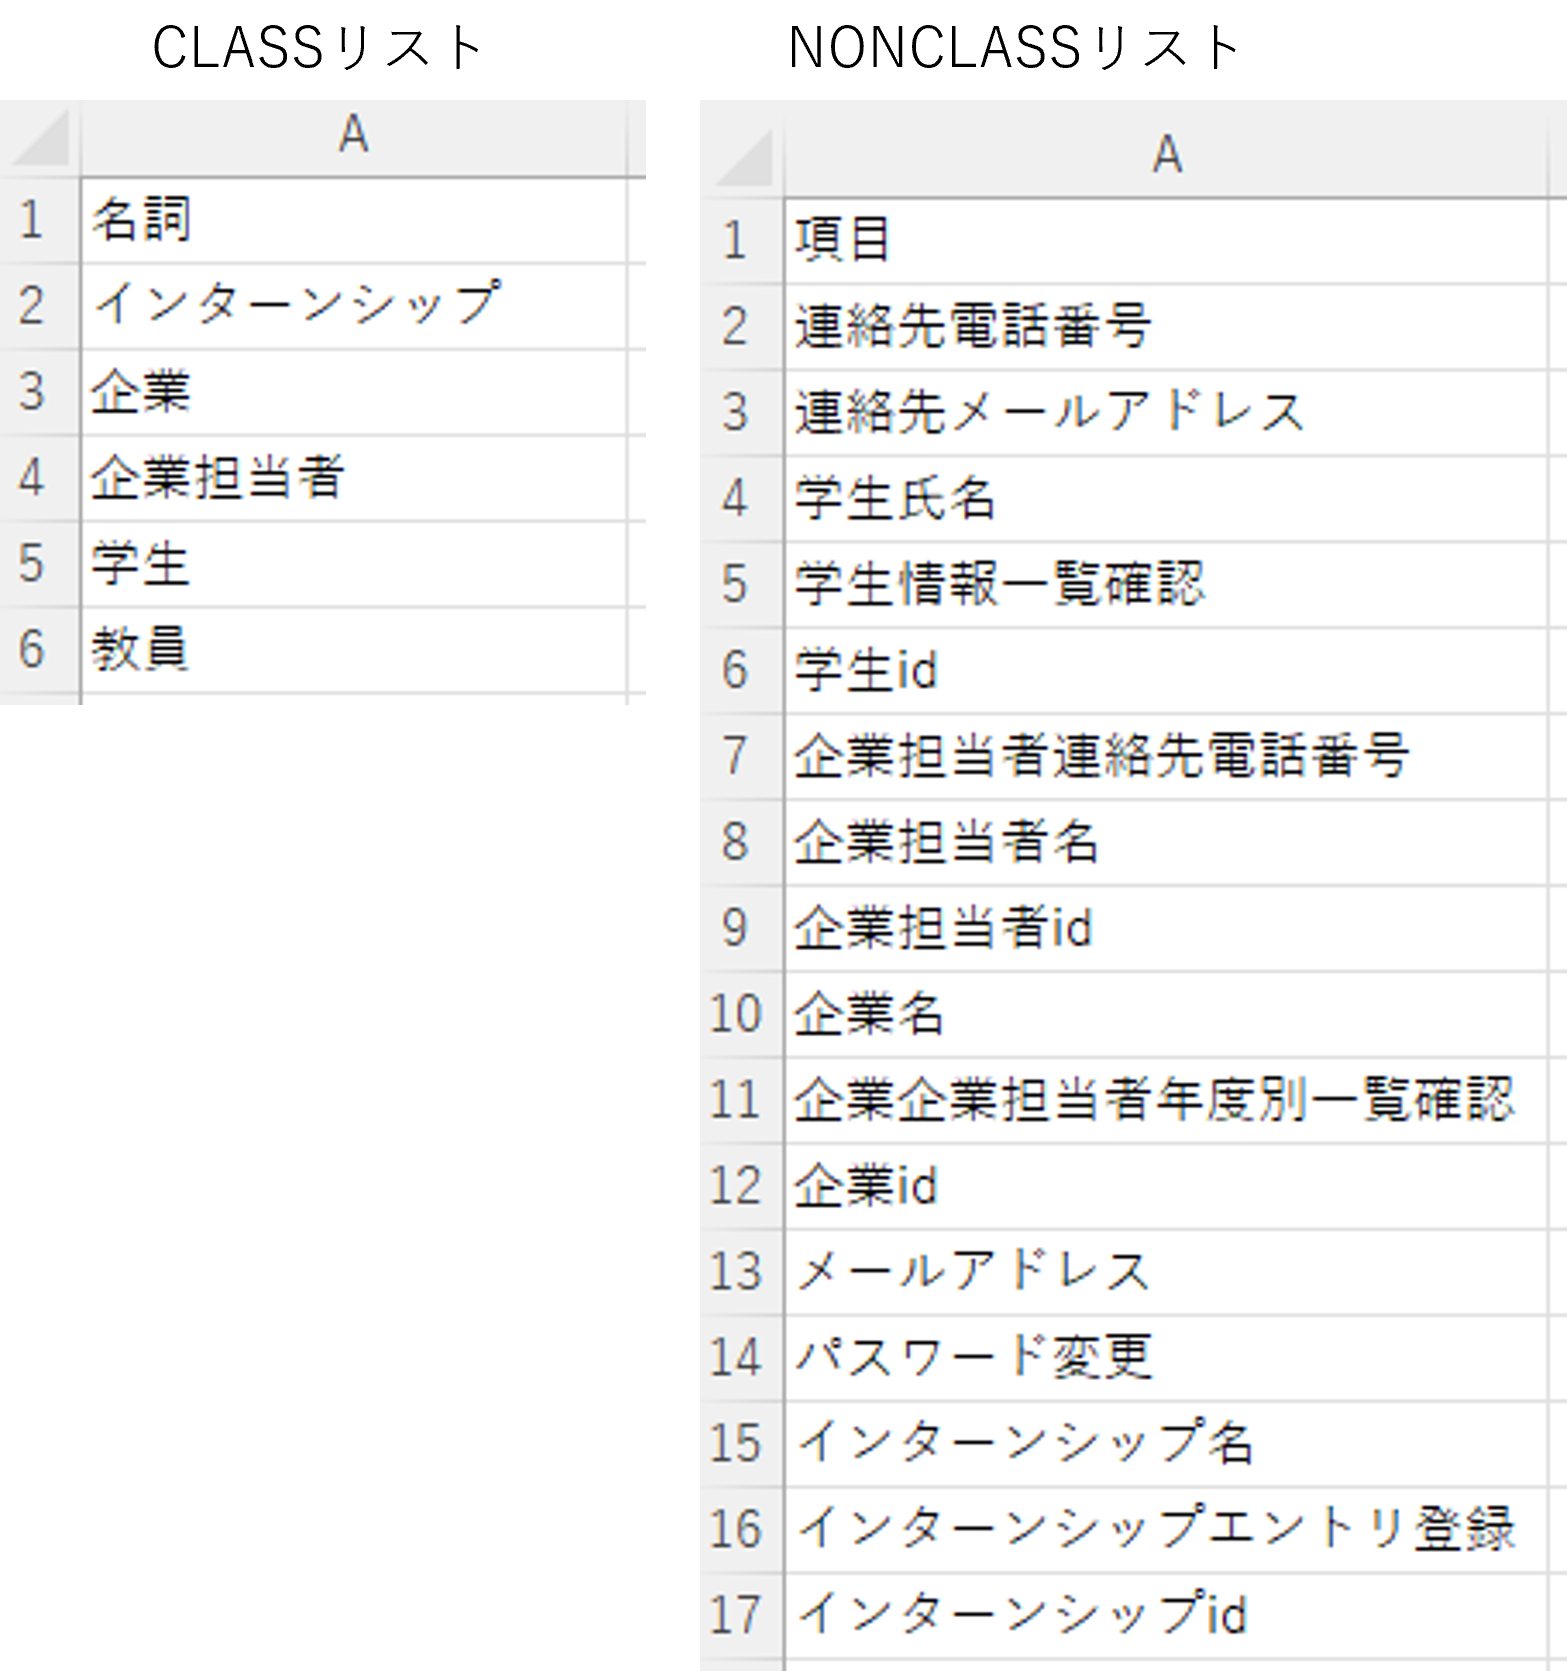 CLASSリスト
A
1 名詞
2 インターンシップ
3 企業
4 企業担当者
5 学生
6 教員
NONCLASSリスト
A
1 項目
2 連絡先電話番号
3 連絡先メールアドレス
4 学生氏名
5 学生情報一覧確認
6 学生id
7 企業担当者連絡先電話番号
8 企業担当者名
9 企業担当者id
10 企業名
11 企業企業担当者年度別一覧確認
12 企業id
13 メールアドレス
14 パスワード変更
15 インターンシップ名
16 インターンシップエントリ登録
17 インターンシップid